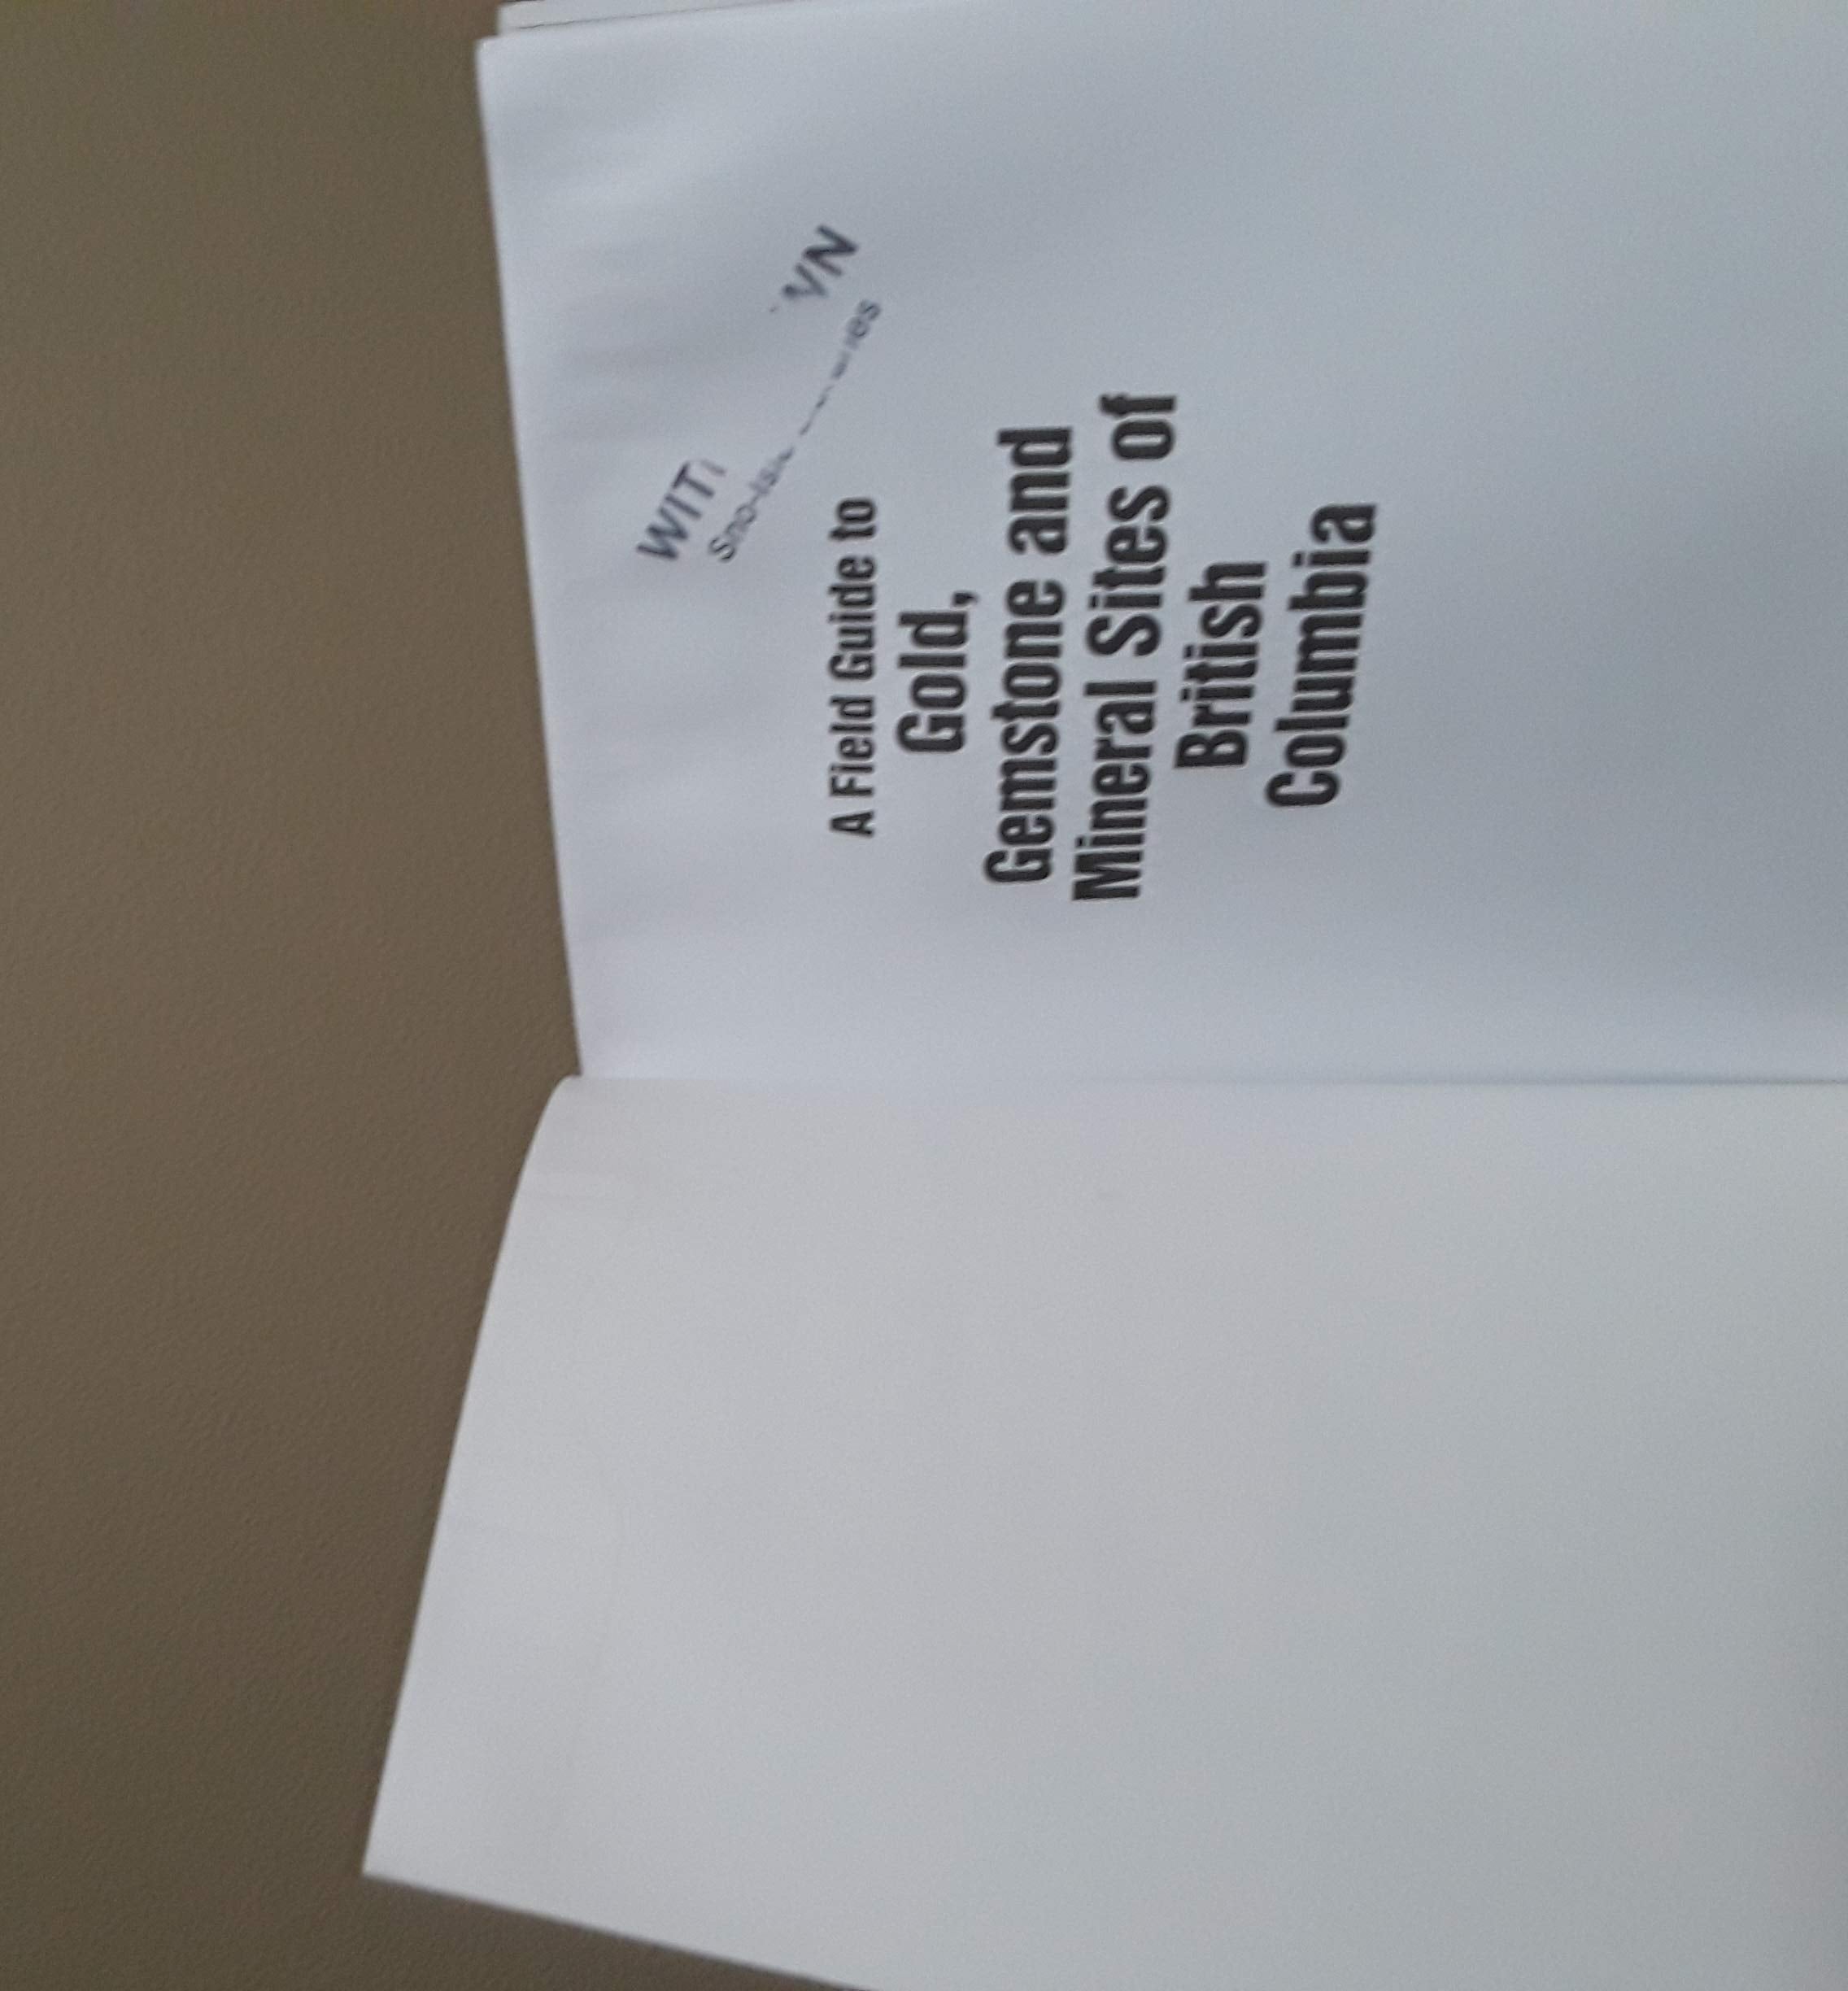 A Field Guide to
Gold,
Gemstone and
Mineral Sites of
British
Columbia